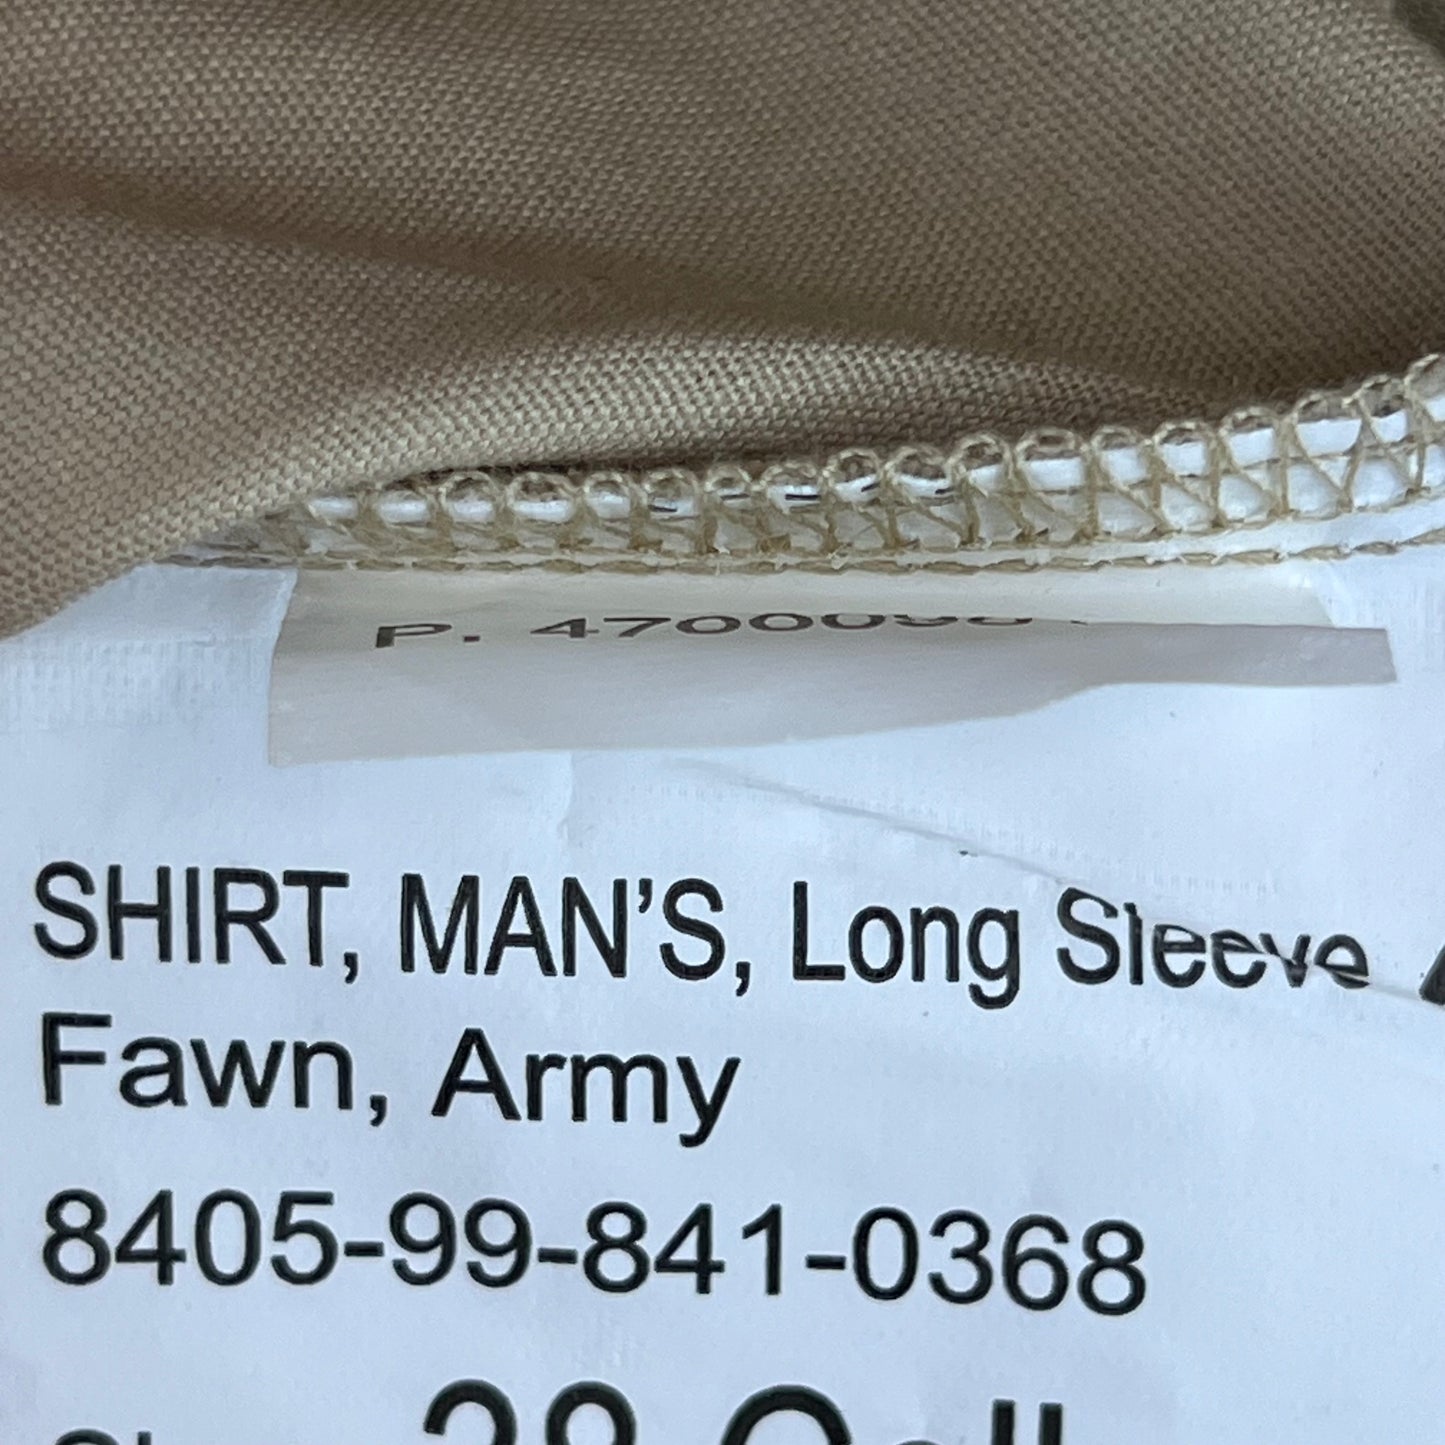 P.
SHIRT, MAN'S, Long Sleeve
Fawn, Army
8405-99-841-0368